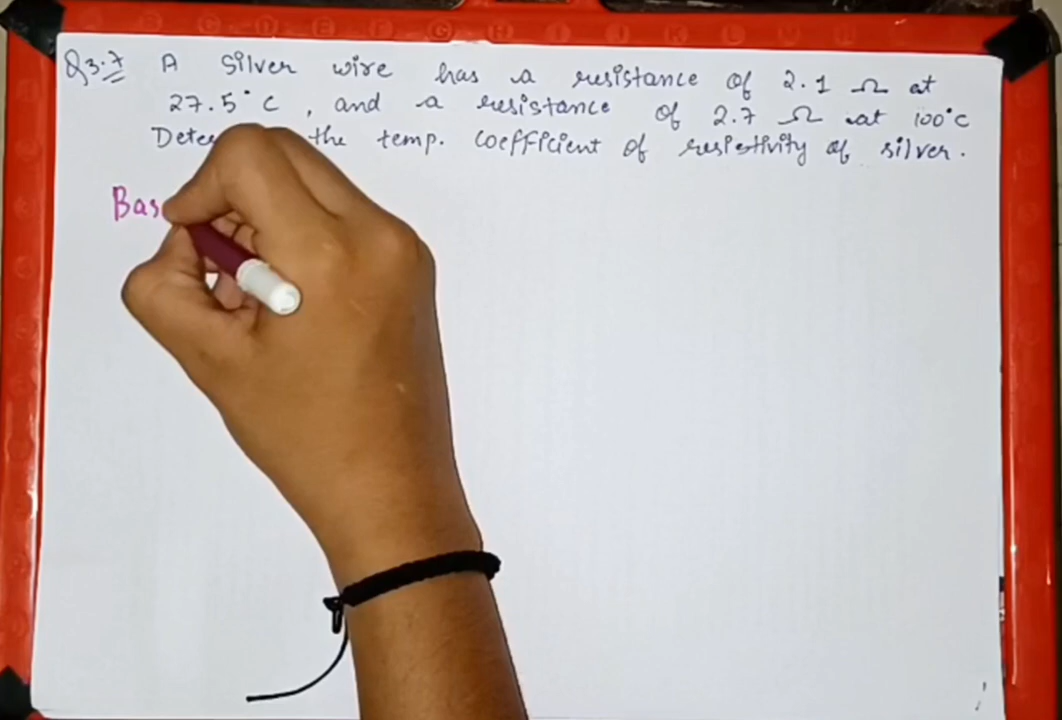 Q3.7 A Silver wire has a resistance of 2.1 Ω at
27.5°C , and a resistance of 2.7 Ω at 100°C
the temp. Coefficient of resistivity of silver.